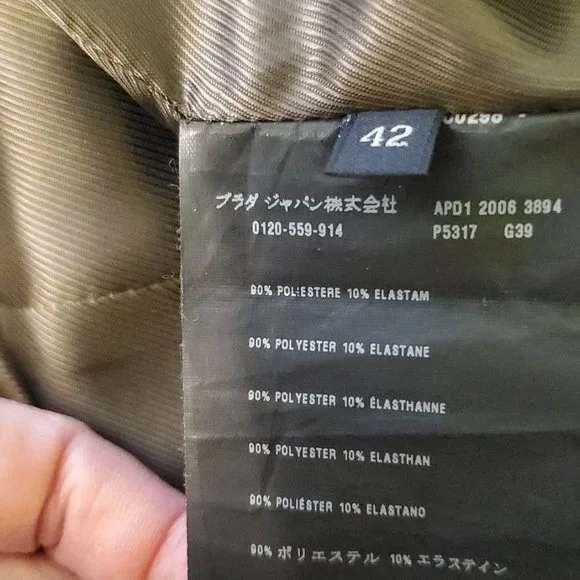 42
プラダ ジャパン株式会社 APD1 2006 3894
0120-559-914 P5317 G39
90% POLIESTERE 10% ELASTAM
90% POLYESTER 10% ELASTANE
90% POLYESTER 10% ÉLASTHANNE
90% POLYESTER 10% ELASTHAN
90% POLIÉSTER 10% ELASTANO
90% ポリエステル 10% エラステイン